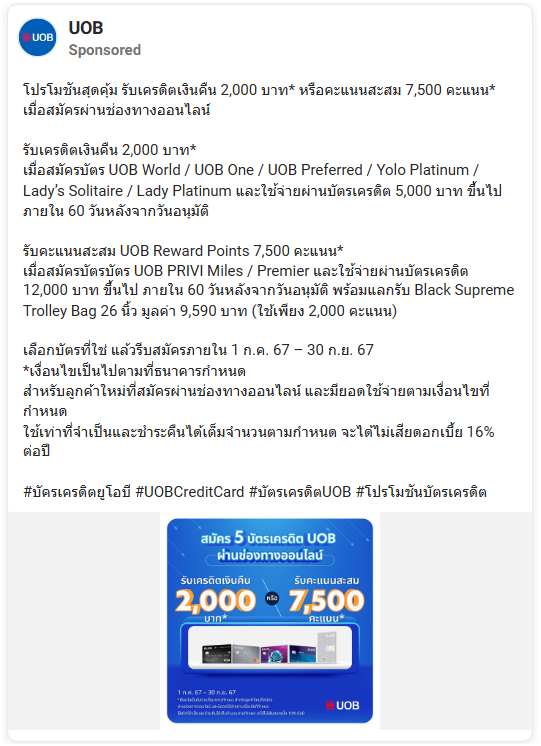 UOB
UOB
Sponsored
โปรโมชันสุดคุ้ม รับเครดิตเงินคืน 2,000 บาท* หรือคะแนนสะสม 7,500 คะแนน*
เมื่อสมัครผ่านช่องทางออนไลน์
รับเครดิตเงินคืน 2,000 บาท*
เมื่อสมัครบัตร UOB World / UOB One / UOB Preferred / Yolo Platinum /
Lady's Solitaire / Lady Platinum และใช้จ่ายผ่านบัตรเครดิต 5,000 บาท ขึ้นไป
ภายใน 60 วันหลังจากวันอนุมัติ
รับคะแนนสะสม UOB Reward Points 7,500 คะแนน*
เมื่อสมัครบัตรบัตร UOB PRIVI Miles / Premier และใช้จ่ายผ่านบัตรเครดิต
12,000 บาท ขึ้นไป ภายใน 60 วันหลังจากวันอนุมัติ พร้อมแลกรับ Black Supreme
Trolley Bag 26 นิ้ว มูลค่า 9,590 บาท (ใช้เพียง 2,000 คะแนน)
เลือกบัตรที่ใช่ แล้วรีบสมัครภายใน 1 ก.ค. 67 – 30 ก.ย. 67
*เงื่อนไขเป็นไปตามที่ธนาคารกำหนด
สำหรับลูกค้าใหม่ที่สมัครผ่านช่องทางออนไลน์ และมียอดใช้จ่ายตามเงื่อนไขที่
กำหนด
ใช้เท่าที่จำเป็นและชำระคืนได้เต็มจำนวนตามกำหนด จะได้ไม่เสียดอกเบี้ย 16%
ต่อปี
#บัครเครดิตยูโอบี #UOBCreditCard #บัตรเครดิตUOB #โปรโมชันบัตรเครดิต
สมัคร 5 บัตรเครดิต UOB
ผ่านช่องทางออนไลน์
รับเครดิตเงินคืน
2,000
บาท*
หรือ
รับคะแนนสะสม
7,500
คะแนน*
1 ก.ค. 67 – 30 ก.ย. 67
UOB